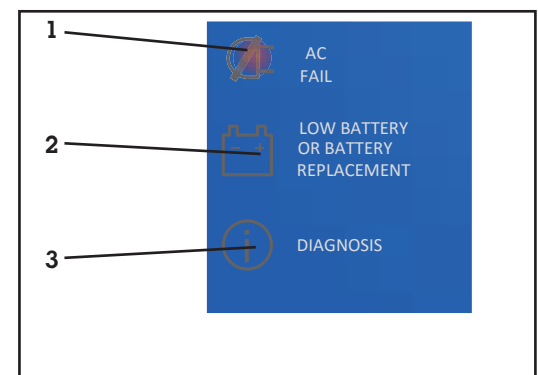 1
AC
FAIL
2
LOW BATTERY
OR BATTERY
REPLACEMENT
3
DIAGNOSIS